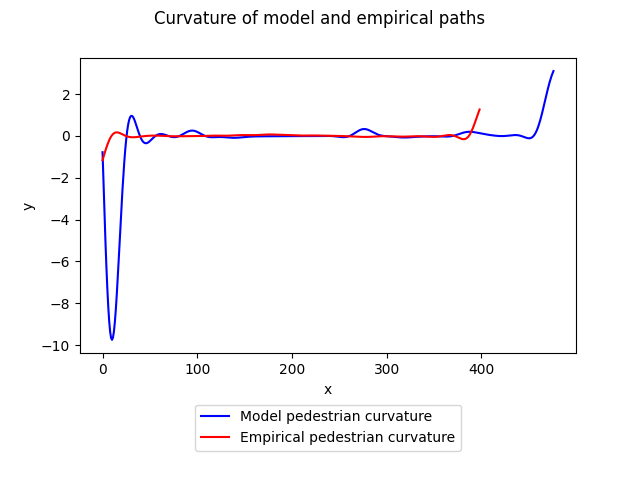 Curvature of model and empirical paths
2
0
−2
−4
−6
−8
−10
y
0 100 200 300 400
x
Model pedestrian curvature
Empirical pedestrian curvature